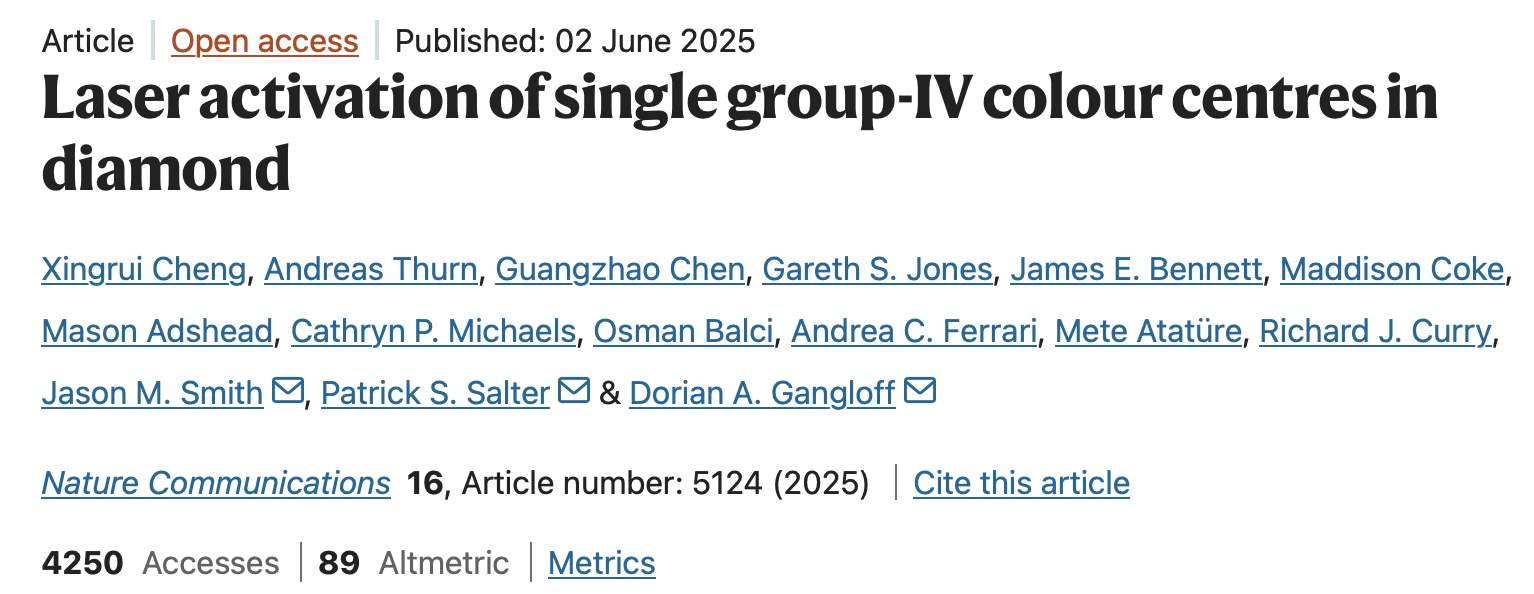 Article | Open access | Published: 02 June 2025
Laser activation of single group-IV colour centres in
diamond
Xingrui Cheng, Andreas Thurn, Guangzhao Chen, Gareth S. Jones, James E. Bennett, Maddison Coke,
Mason Adshead, Cathryn P. Michaels, Osman Balci, Andrea C. Ferrari, Mete Atatüre, Richard J. Curry,
Jason M. Smith, Patrick S. Salter & Dorian A. Gangloff
Nature Communications 16, Article number: 5124 (2025) | Cite this article
4250 Accesses | 89 Altmetric | Metrics